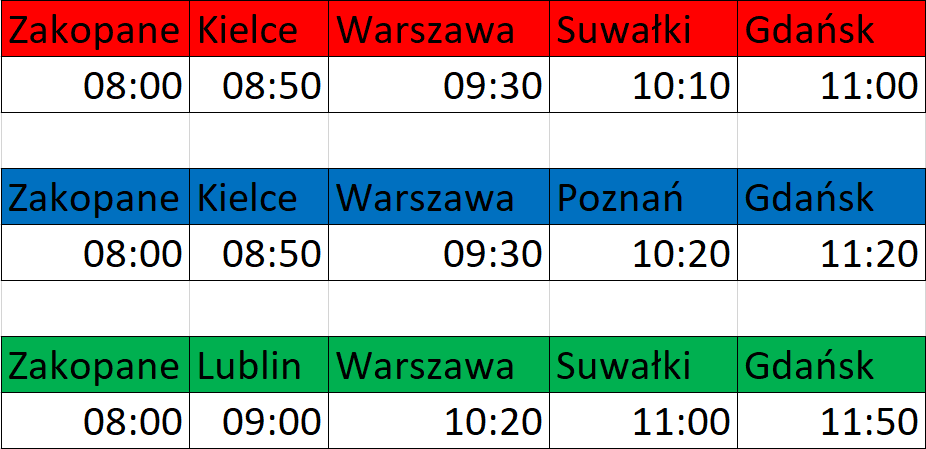 Zakopane Kielce Warszawa Suwałki Gdańsk
08:00 08:50 09:30 10:10 11:00
Zakopane Kielce Warszawa Poznań Gdańsk
08:00 08:50 09:30 10:20 11:20
Zakopane Lublin Warszawa Suwałki Gdańsk
08:00 09:00 10:20 11:00 11:50